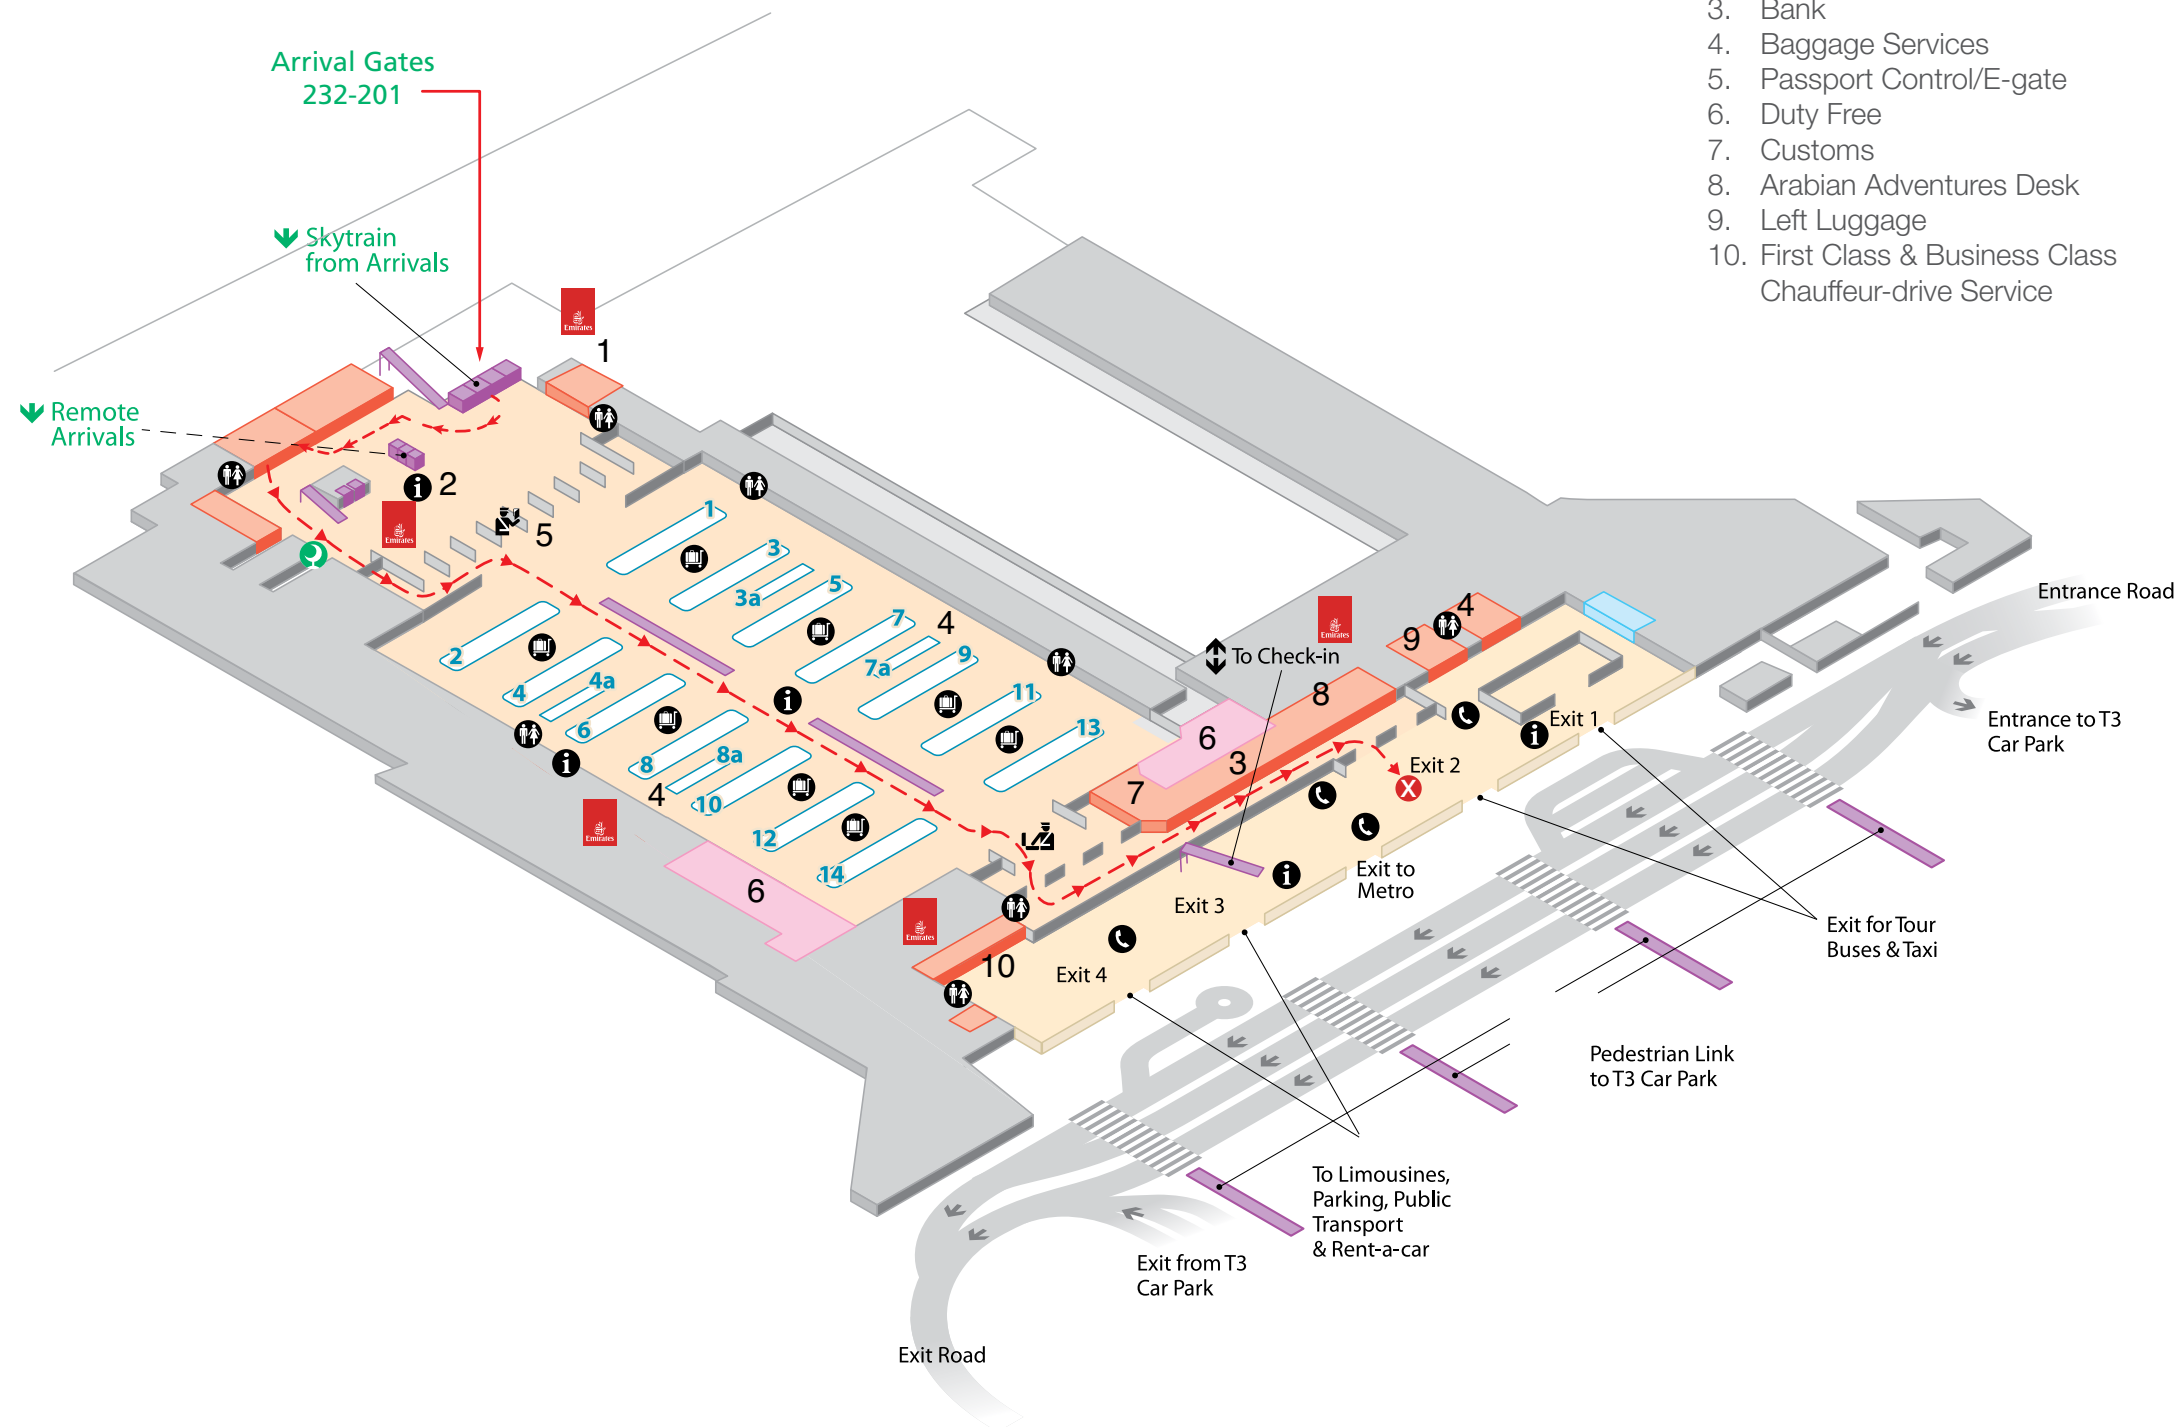 3. Bank
4. Baggage Services
5. Passport Control/E-gate
6. Duty Free
7. Customs
8. Arabian Adventures Desk
9. Left Luggage
10. First Class & Business Class
Chauffeur-drive Service
Arrival Gates
232-201
Skytrain
from Arrivals
Emirates
1
Remote
Arrivals
2
Emirates
5
1
3
3a
5
7
4
7a
9
11
13
2
4
4a
6
8
8a
4
10
12
14
Emirates
6
Emirates
10
To Check-in
Emirates
4
9
8
6
3
7
Exit 1
Exit 2
X
Exit to
Metro
Exit 3
Exit 4
Entrance Road
Entrance to T3
Car Park
Exit for Tour
Buses & Taxi
Pedestrian Link
to T3 Car Park
To Limousines,
Parking, Public
Transport
& Rent-a-car
Exit from T3
Car Park
Exit Road